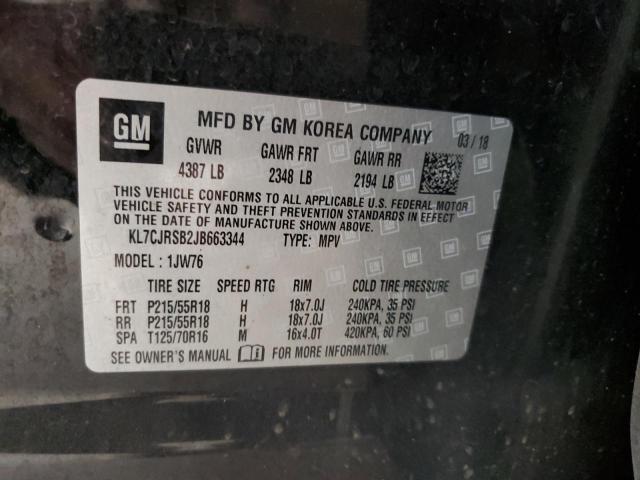 GM
MFD BY GM KOREA COMPANY 03/18
GVWR GAWR FRT GAWR RR
4387 LB 2348 LB 2194 LB
THIS VEHICLE CONFORMS TO ALL APPLICABLE U.S. FEDERAL MOTOR
VEHICLE SAFETY AND THEFT PREVENTION STANDARDS IN EFFECT
ON THE DATE OF MANUFACTURE SHOWN ABOVE.
KL7CJRSB2JB663344 TYPE: MPV
MODEL : 1JW76
TIRE SIZE SPEED RTG RIM COLD TIRE PRESSURE
FRT P215/55R18 H 18x7.0J 240KPA, 35 PSI
RR P215/55R18 H 18x7.0J 240KPA, 35 PSI
SPA T125/70R16 M 16x4.0T 420KPA, 60 PSI
SEE OWNER'S MANUAL FOR MORE INFORMATION.